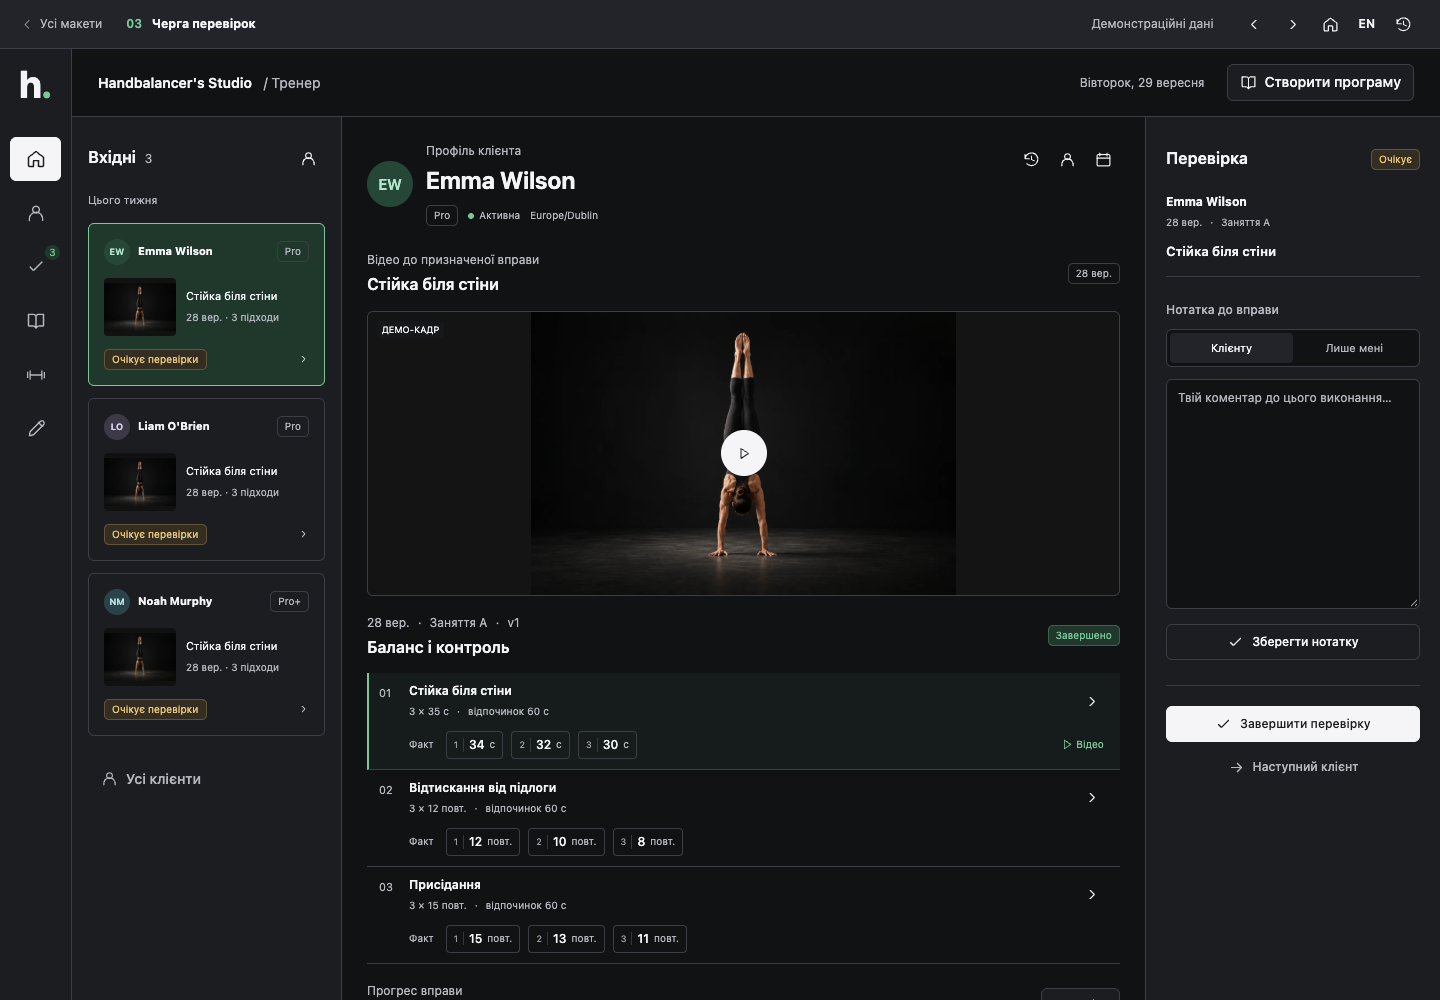 Усі макети
03 Черга перевірок
Демонстраційні дані
EN
h.
Handbalancer's Studio / Тренер
Вівторок, 29 вересня
Створити програму
3
Вхідні 3
Цього тижня
EW Emma Wilson Pro
Стійка біля стіни
28 вер. · 3 підходи
Очікує перевірки
LO Liam O'Brien Pro
Стійка біля стіни
28 вер. · 3 підходи
Очікує перевірки
NM Noah Murphy Pro+
Стійка біля стіни
28 вер. · 3 підходи
Очікує перевірки
Усі клієнти
Профіль клієнта
EW Emma Wilson
Pro Активна Europe/Dublin
Відео до призначеної вправи
Стійка біля стіни
28 вер.
ДЕМО-КАДР
28 вер. · Заняття A · v1
Баланс і контроль
Завершено
01 Стійка біля стіни
3 × 35 с · відпочинок 60 с
Факт 1 34 с 2 32 с 3 30 с
Відео
02 Відтискання від підлоги
3 × 12 повт. · відпочинок 60 с
Факт 1 12 повт. 2 10 повт. 3 8 повт.
03 Присідання
3 × 15 повт. · відпочинок 60 с
Факт 1 15 повт. 2 13 повт. 3 11 повт.
Прогрес вправи
Перевірка
Очікує
Emma Wilson
28 вер. · Заняття A
Стійка біля стіни
Нотатка до вправи
Клієнту Лише мені
Твій коментар до цього виконання...
Зберегти нотатку
Завершити перевірку
Наступний клієнт